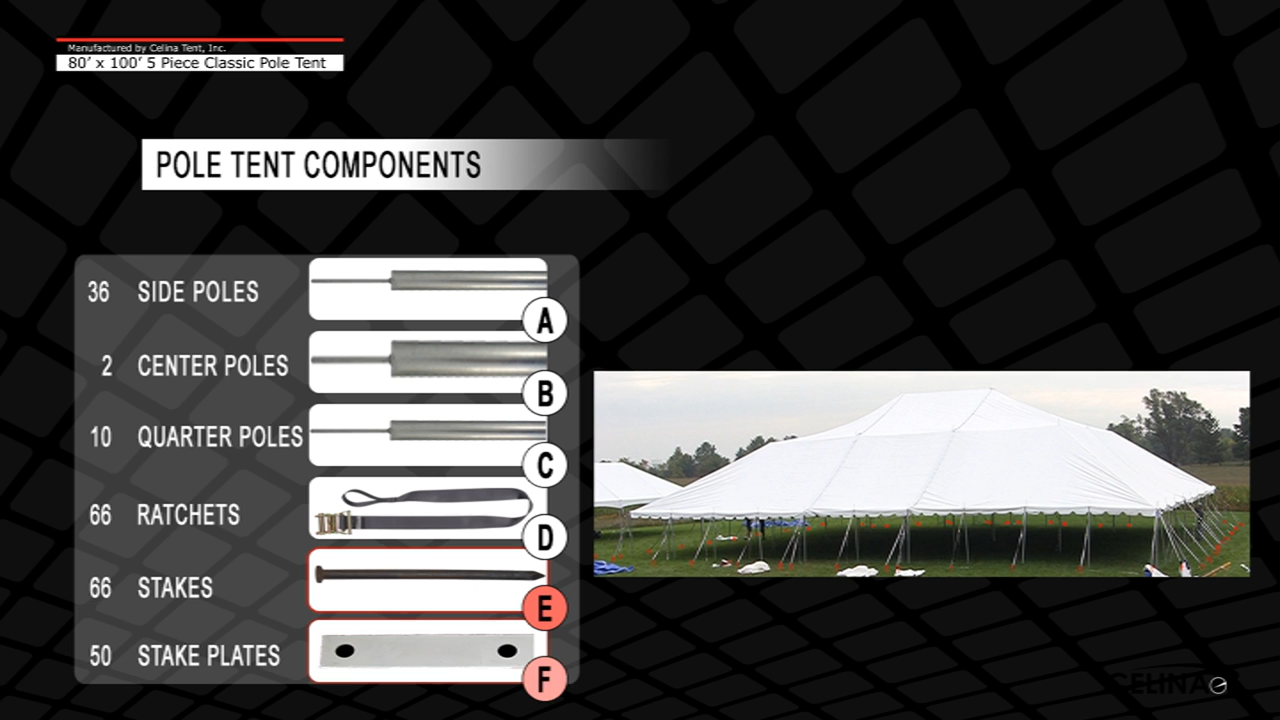 Manufactured by Celina Tent, Inc.
80' x 100' 5 Piece Classic Pole Tent
POLE TENT COMPONENTS
36 SIDE POLES A
2 CENTER POLES B
10 QUARTER POLES C
66 RATCHETS D
66 STAKES E
50 STAKE PLATES F
CELINA